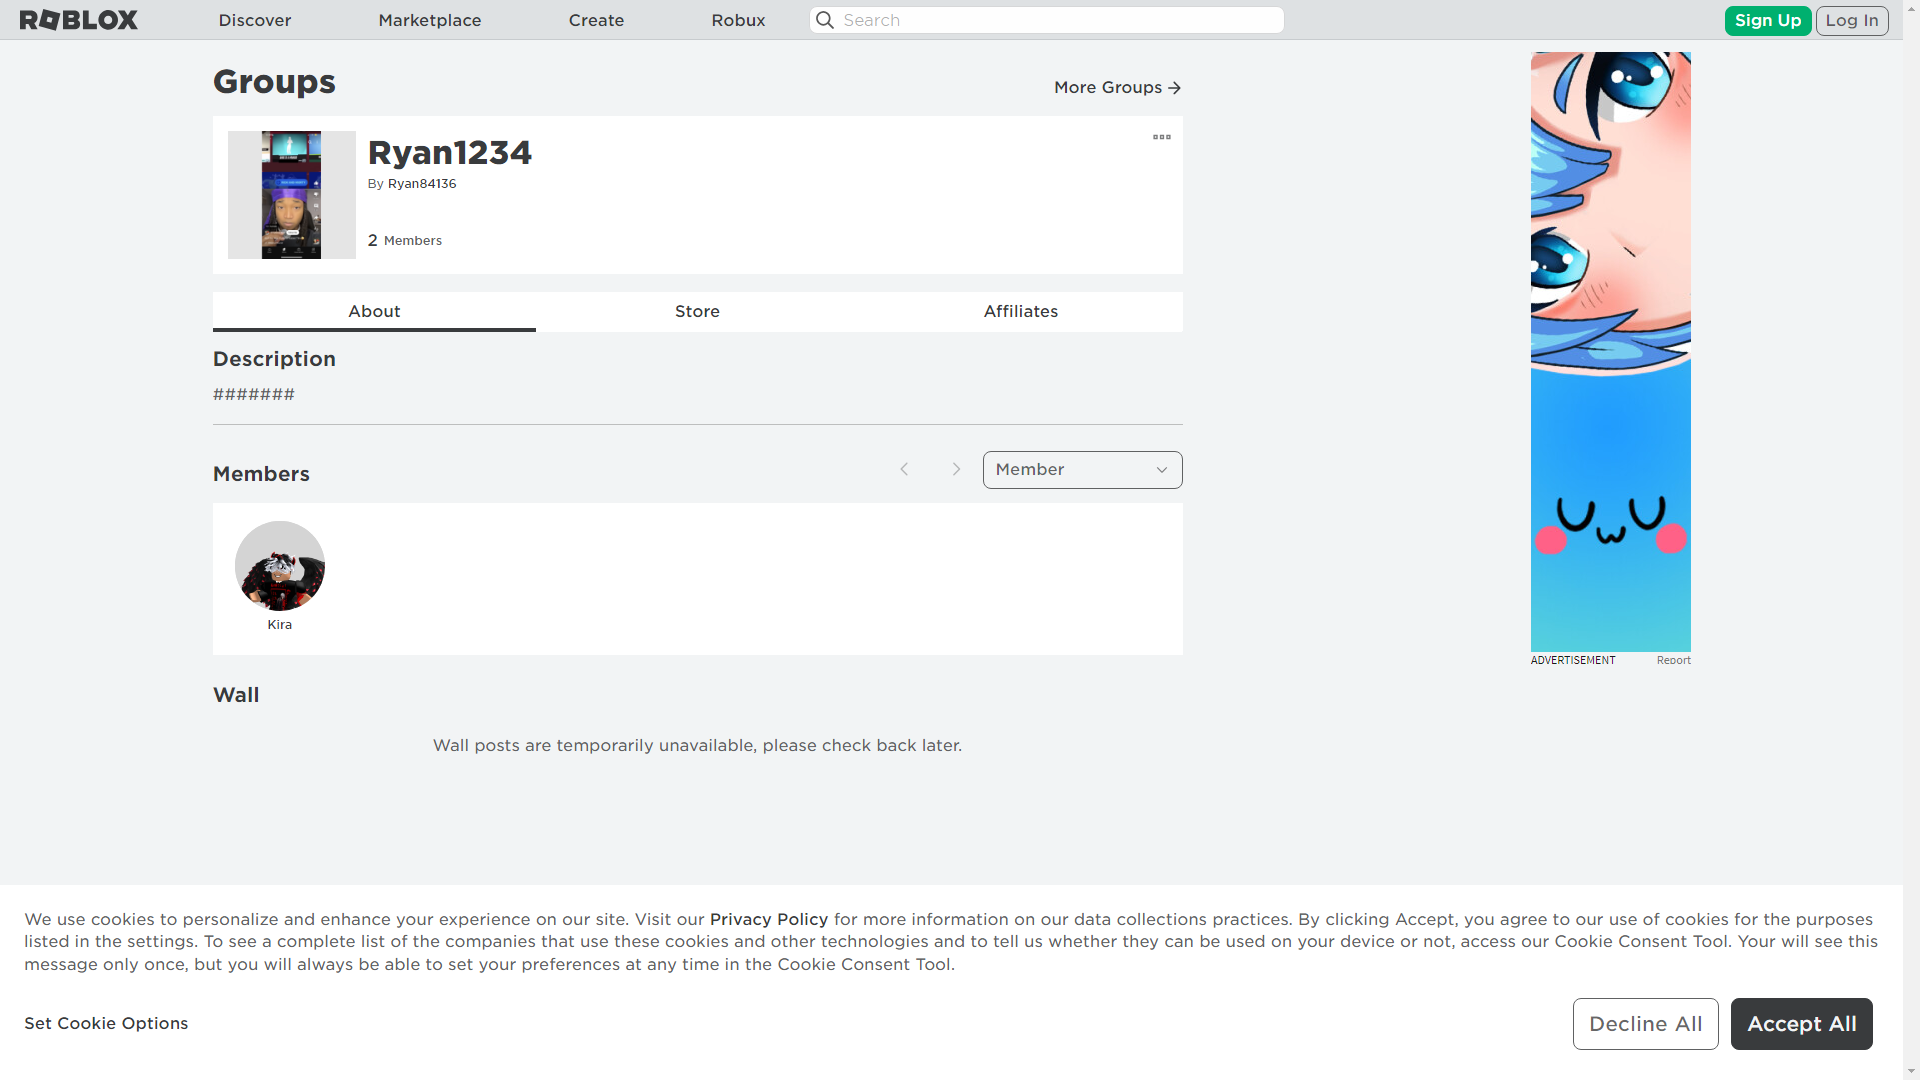 ROBLOX Discover Marketplace Create Robux Search Sign Up Log In
Groups
More Groups
Ryan1234
By Ryan84136
2 Members
About Store Affiliates
Description
#######
Members
Member
Kira
ADVERTISEMENT Report
Wall
Wall posts are temporarily unavailable, please check back later.
We use cookies to personalize and enhance your experience on our site. Visit our Privacy Policy for more information on our data collections practices. By clicking Accept, you agree to our use of cookies for the purposes
listed in the settings. To see a complete list of the companies that use these cookies and other technologies and to tell us whether they can be used on your device or not, access our Cookie Consent Tool. Your will see this
message only once, but you will always be able to set your preferences at any time in the Cookie Consent Tool.
Set Cookie Options
Decline All
Accept All